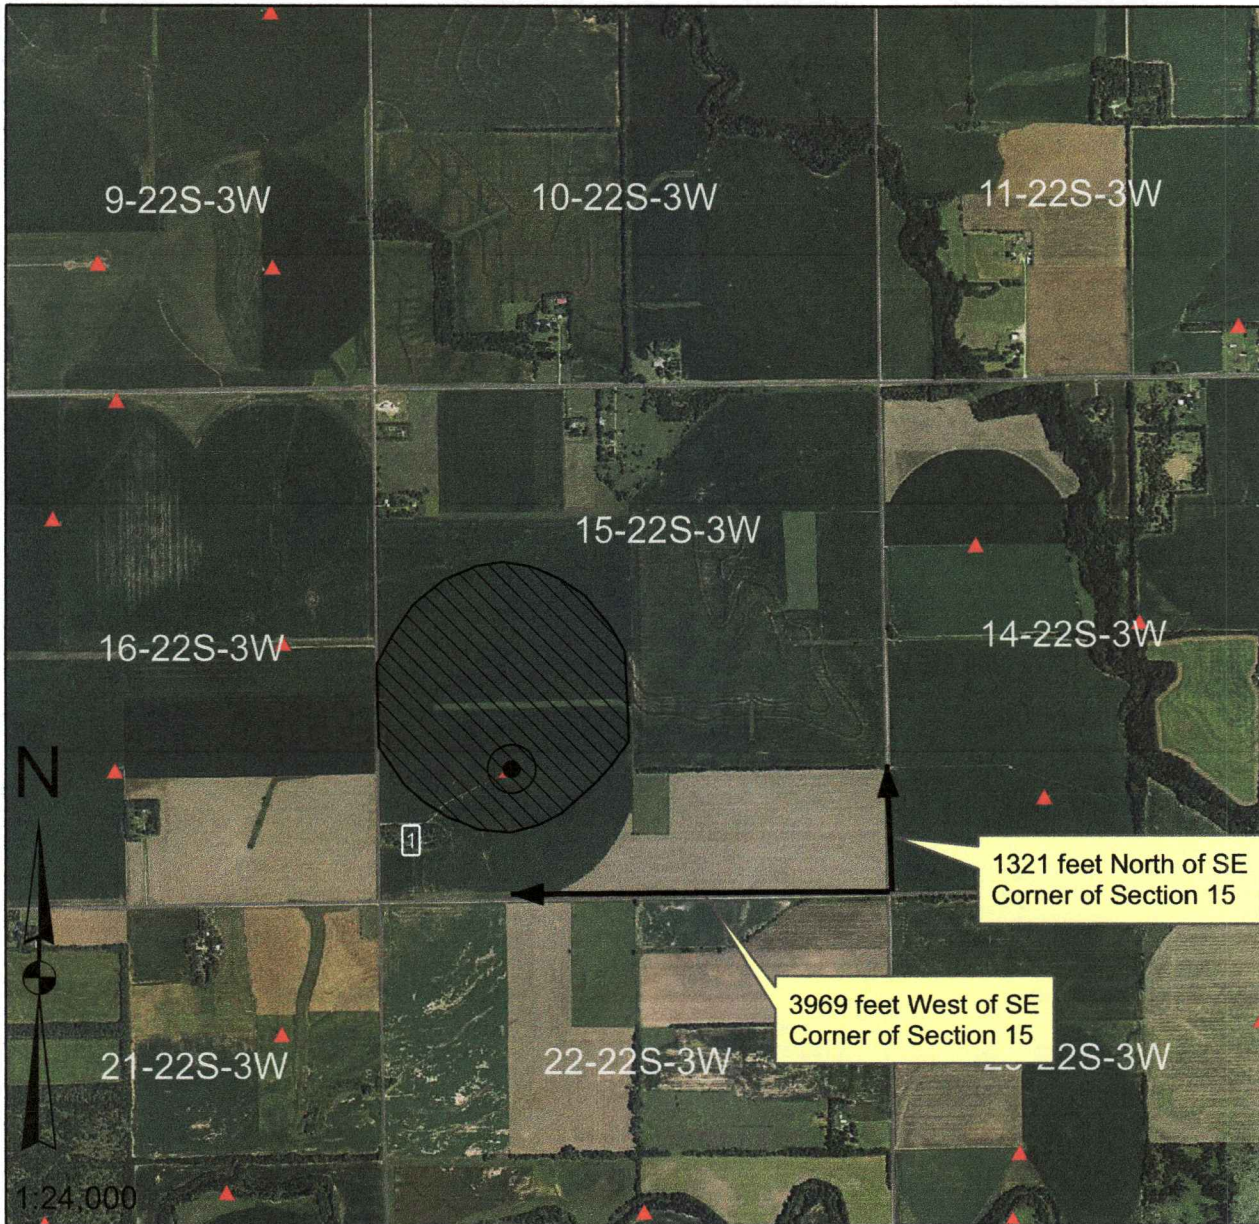 9-22S-3W
10-22S-3W
11-22S-3W
15-22S-3W
16-22S-3W
14-22S-3W
N
1
1321 feet North of SE
Corner of Section 15
3969 feet West of SE
Corner of Section 15
21-22S-3W
22-22S-3W
23-22S-3W
1:24,000